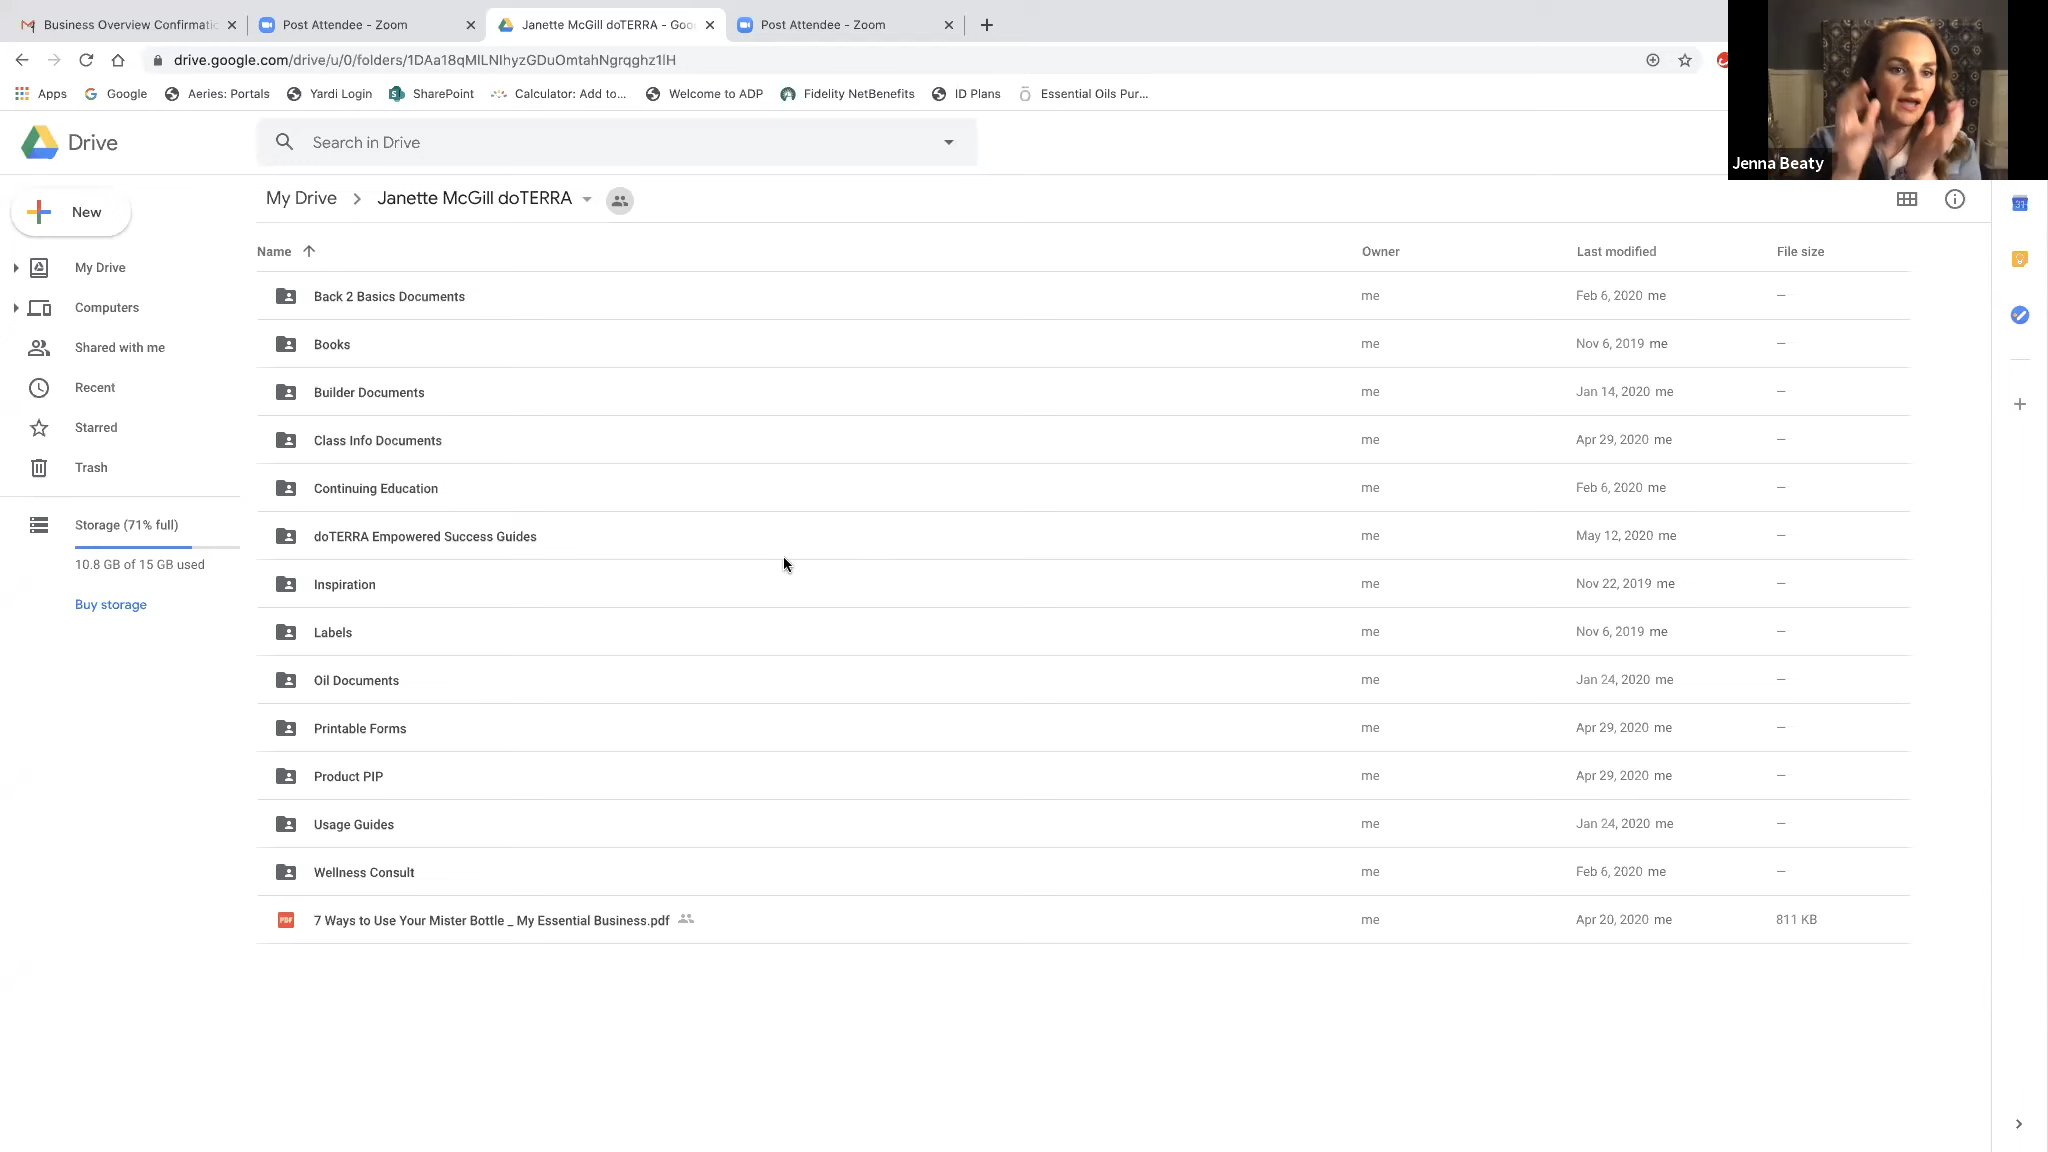 Business Overview Confirmati
Post Attendee - Zoom
Janette McGill doTERRA - Goo
Post Attendee - Zoom
drive.google.com/drive/u/0/folders/1DAa18qMlLNIhyzGDuOmtahNgrqghz1lH
Apps Google Aeries: Portals Yardi Login SharePoint Calculator: Add to... Welcome to ADP Fidelity NetBenefits ID Plans Essential Oils Pur...
Jenna Beaty
Drive
Search in Drive
My Drive > Janette McGill doTERRA
New
My Drive
Computers
Shared with me
Recent
Starred
Trash
Storage (71% full)
10.8 GB of 15 GB used
Buy storage
Name Owner Last modified File size
Back 2 Basics Documents me Feb 6, 2020 me –
Books me Nov 6, 2019 me –
Builder Documents me Jan 14, 2020 me –
Class Info Documents me Apr 29, 2020 me –
Continuing Education me Feb 6, 2020 me –
doTERRA Empowered Success Guides me May 12, 2020 me –
Inspiration me Nov 22, 2019 me –
Labels me Nov 6, 2019 me –
Oil Documents me Jan 24, 2020 me –
Printable Forms me Apr 29, 2020 me –
Product PIP me Apr 29, 2020 me –
Usage Guides me Jan 24, 2020 me –
Wellness Consult me Feb 6, 2020 me –
PDF 7 Ways to Use Your Mister Bottle _ My Essential Business.pdf me Apr 20, 2020 me 811 KB
31